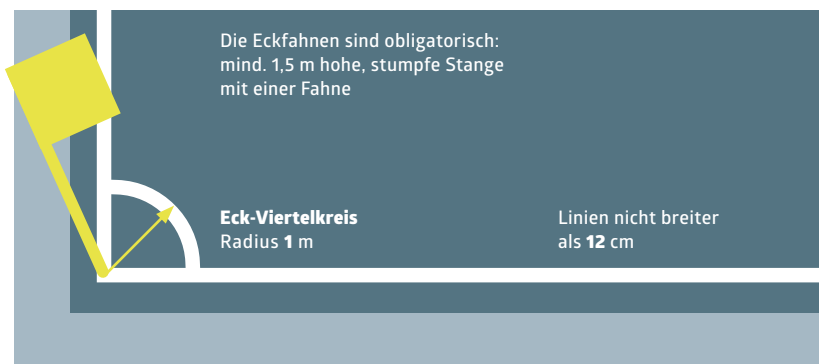 Die Eckfahnen sind obligatorisch:
mind. 1,5 m hohe, stumpfe Stange
mit einer Fahne
Eck-Viertelkreis
Radius 1 m
Linien nicht breiter
als 12 cm